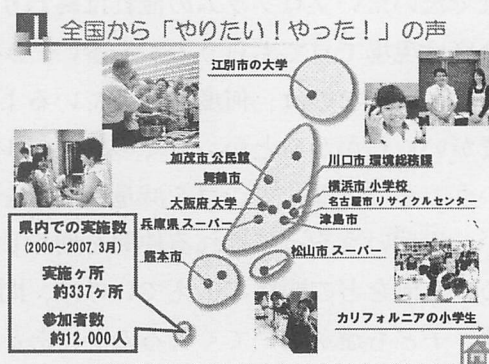 1 全国から「やりたい!やった!」の声
江別市の大学
加茂市 公民館
舞鶴市
大阪府 大学
兵庫県 スーパー
川口市 環境総務課
横浜市 小学校
名古屋市 リサイクルセンター
津島市
熊本市
松山市 スーパー
県内での実施数
(2000~2007. 3月)
実施ヶ所
約337ヶ所
参加者数
約12,000人
カリフォルニアの小学生